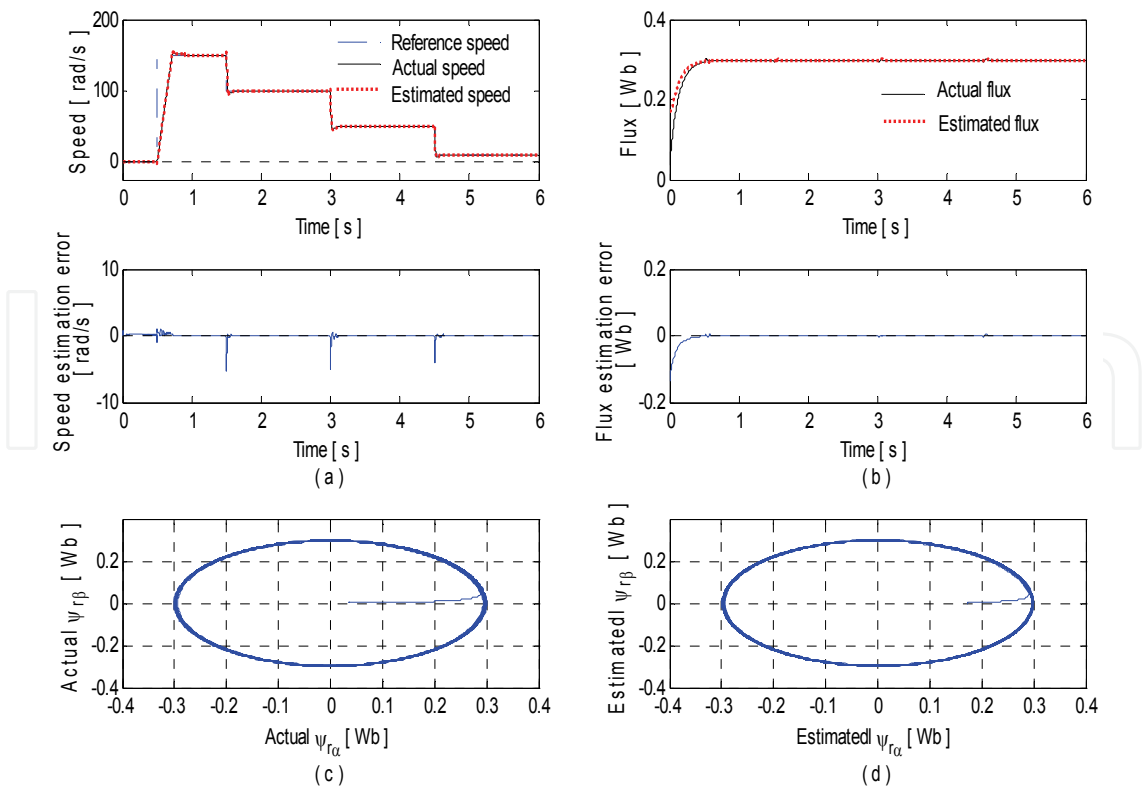 200
100
0
Speed [ rad/s ]
Reference speed
Actual speed
Estimated speed
0 1 2 3 4 5 6
Time [ s ]
0.4
0.2
0
Flux [ Wb ]
Actual flux
Estimated flux
0 1 2 3 4 5 6
Time [ s ]
10
0
-10
Speed estimation error
[ rad/s ]
0 1 2 3 4 5 6
Time [ s ]
(a)
0.2
0
-0.2
Flux estimation error
[ Wb ]
0 1 2 3 4 5 6
Time [ s ]
(b)
0.2
0
-0.2
-0.4
Actual ψrβ [ Wb ]
-0.4 -0.3 -0.2 -0.1 0 0.1 0.2 0.3 0.4
Actual ψrα [ Wb ]
(c)
0.2
0
-0.2
-0.4
Estimatedl ψrβ [ Wb ]
-0.4 -0.3 -0.2 -0.1 0 0.1 0.2 0.3 0.4
Estimatedl ψrα [ Wb ]
(d)